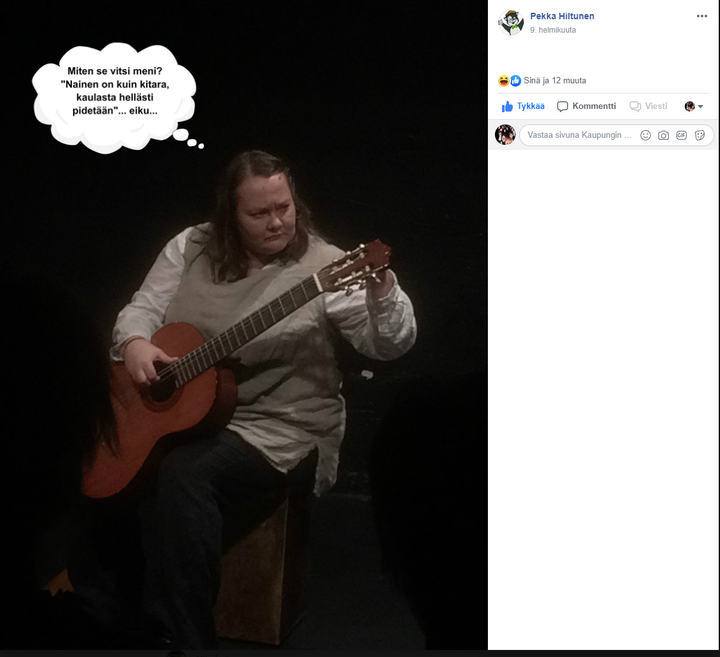 Miten se vitsi meni?
"Nainen on kuin kitara,
kaulasta hellästi
pidetään"... eiku...
Pekka Hiltunen
9. helmikuuta
Sinä ja 12 muuta
Tykkää
Kommentti
Viesti
Vastaa sivuna Kaupungin ...
GIF